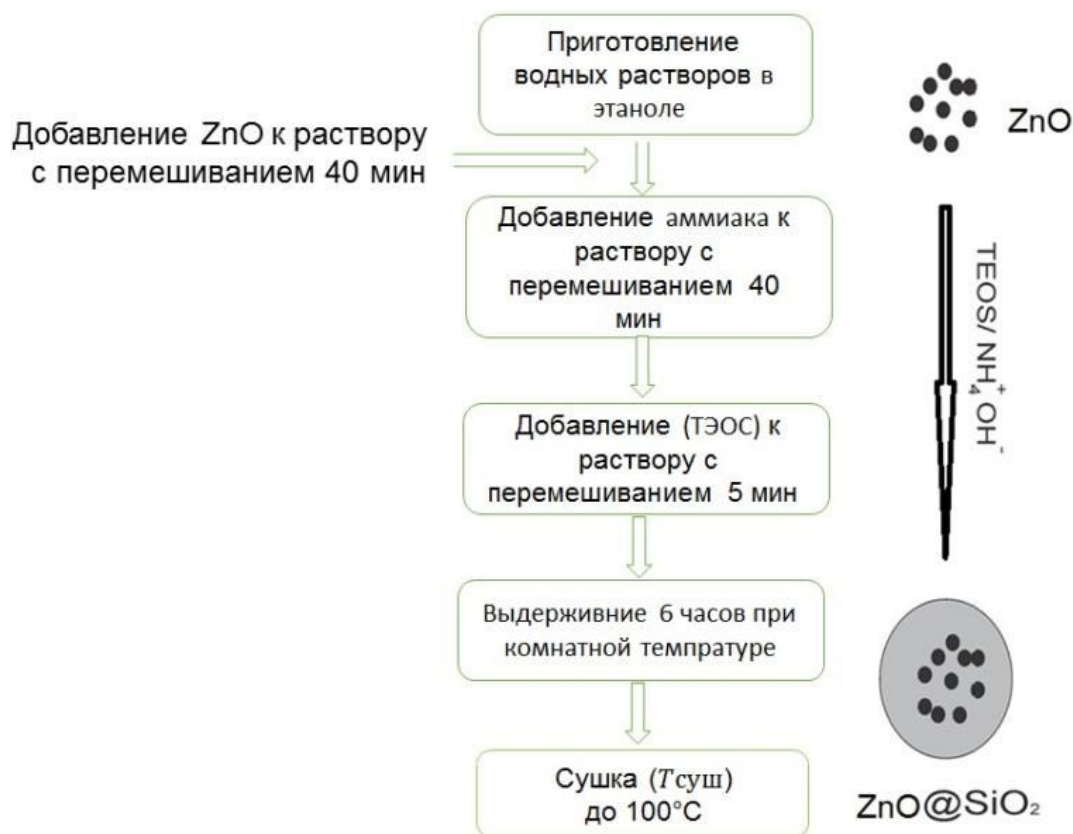 Приготовление
водных растворов в
этаноле
Добавление ZnO к раствору
с перемешиванием 40 мин
Добавление аммиака к
раствору с
перемешиванием 40
мин
Добавление (ТЭОС) к
раствору с
перемешиванием 5 мин
Выдерживние 6 часов при
комнатной темпратуре
Сушка (Tсуш)
до 100°C
ZnO
TEOS/ NH₄⁺ OH⁻
ZnO@SiO₂